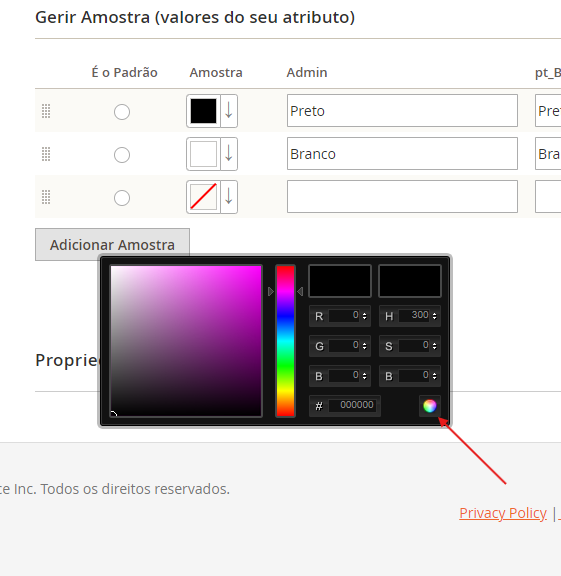 Gerir Amostra (valores do seu atributo)
É o Padrão Amostra Admin pt_B
Preto Pret
Branco Bra
Adicionar Amostra
R 0 H 300
G 0 S 0
B 0 B 0
# 000000
Proprie
ce Inc. Todos os direitos reservados.
Privacy Policy |